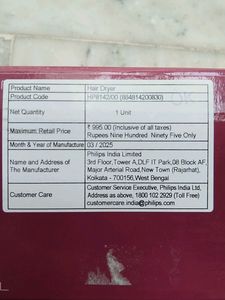 Product Name Hair Dryer
Product Code HP8142/00 (884814200830)
OK
Net Quantity 1 Unit
Maximum Retail Price ₹ 995.00 (Inclusive of all taxes)
Rupees Nine Hundred Ninety Five Only
Month & Year of Manufacture 03 / 2025
Name and Address of
The Manufacturer
Philips India Limited
3rd Floor,Tower A,DLF IT Park,08 Block AF,
Major Arterial Road,New Town (Rajarhat),
Kolkata - 700156,West Bengal
Customer Care Customer Service Executive, Philips India Ltd,
Address as above, 1800 102 2929 (Toll Free)
customercare.india@philips.com